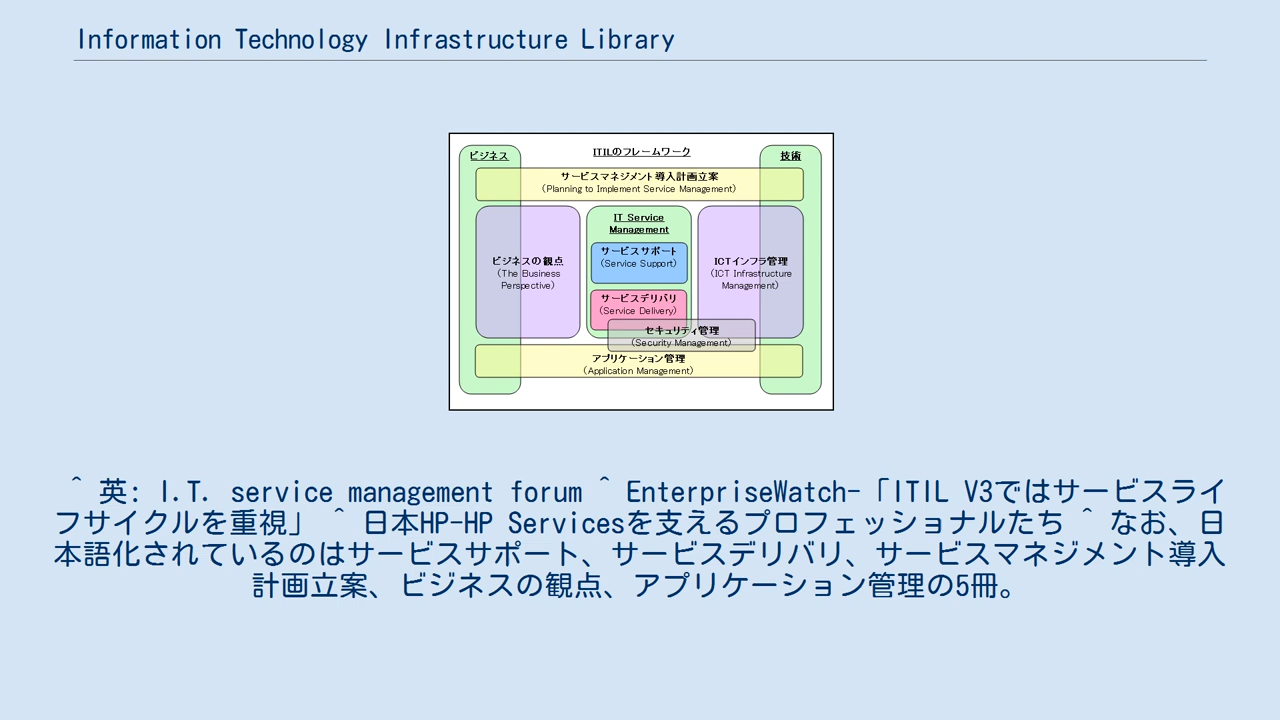 Information Technology Infrastructure Library
ビジネス
ITILのフレームワーク
技術
サービスマネジメント導入計画立案
(Planning to Implement Service Management)
ビジネスの観点
(The Business
Perspective)
IT Service
Management
サービスサポート
(Service Support)
サービスデリバリ
(Service Delivery)
ICTインフラ管理
(ICT Infrastructure
Management)
セキュリティ管理
(Security Management)
アプリケーション管理
(Application Management)
^ 英: I.T. service management forum ^ EnterpriseWatch-「ITIL V3ではサービスライ
フサイクルを重視」 ^ 日本HP-HP Servicesを支えるプロフェッショナルたち ^ なお、日
本語化されているのはサービスサポート、サービスデリバリ、サービスマネジメント導入
計画立案、ビジネスの観点、アプリケーション管理の5冊。